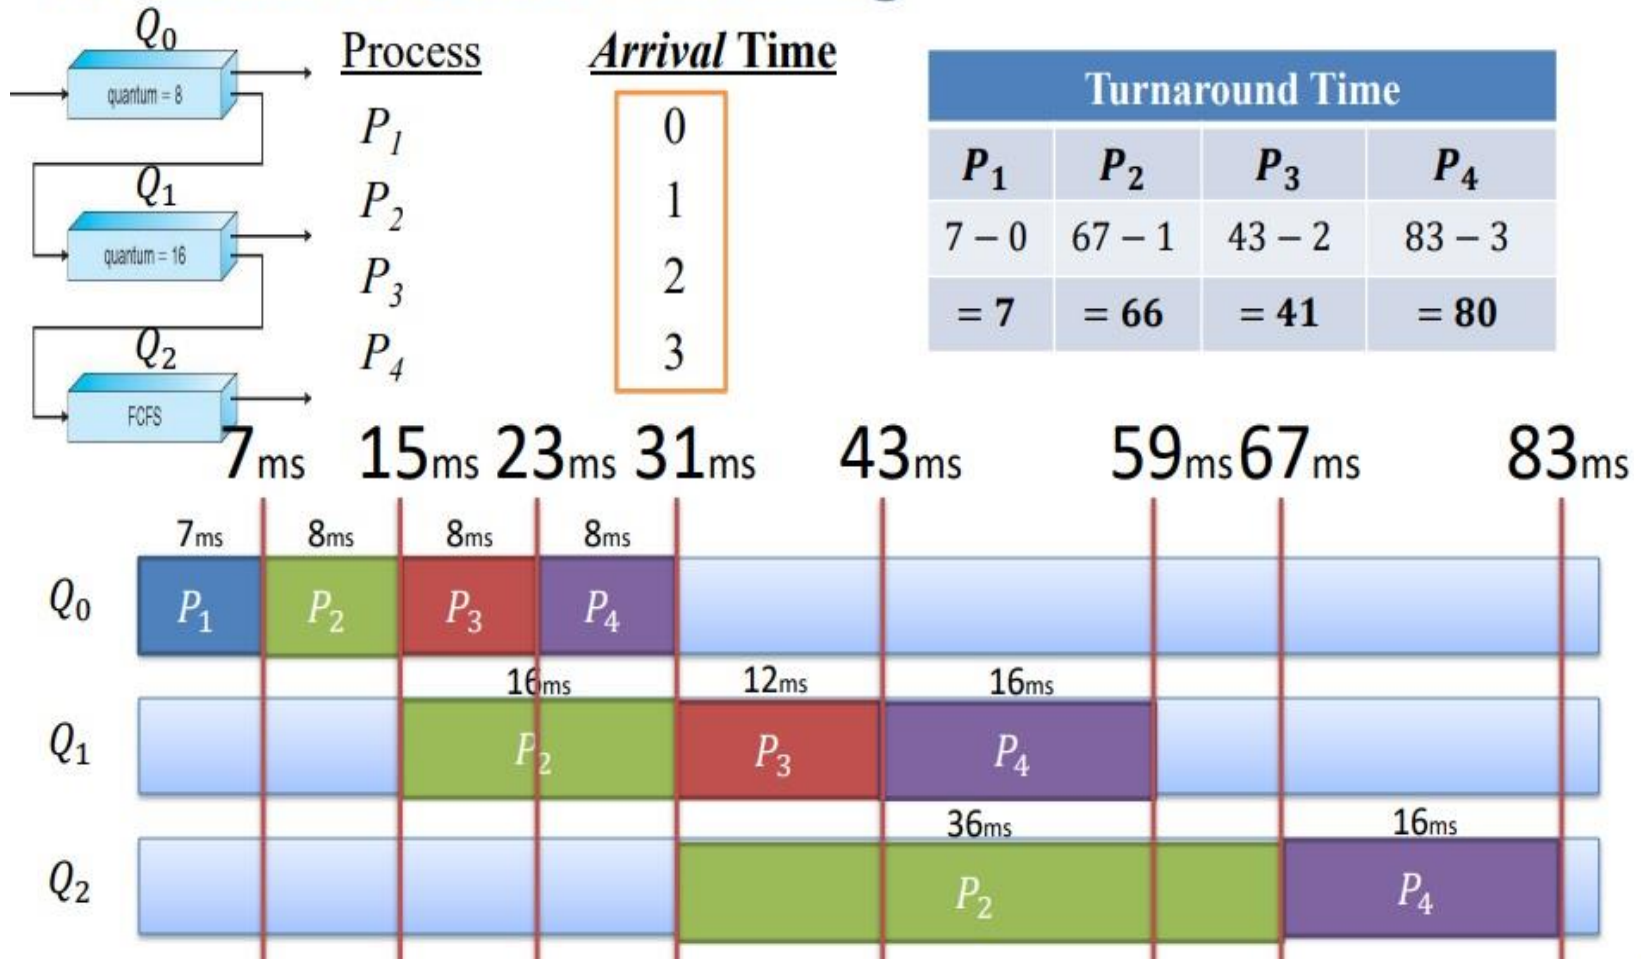 Q₀
quantum = 8
Q₁
quantum = 16
Q₂
FCFS
Process Arrival Time
P₁ 0
P₂ 1
P₃ 2
P₄ 3
Turnaround Time
P₁ P₂ P₃ P₄
7 − 0 67 − 1 43 − 2 83 − 3
= 7 = 66 = 41 = 80
7ms 15ms 23ms 31ms 43ms 59ms 67ms 83ms
7ms 8ms 8ms 8ms
Q₀ P₁ P₂ P₃ P₄
16ms 12ms 16ms
Q₁ P₂ P₃ P₄
36ms 16ms
Q₂ P₂ P₄